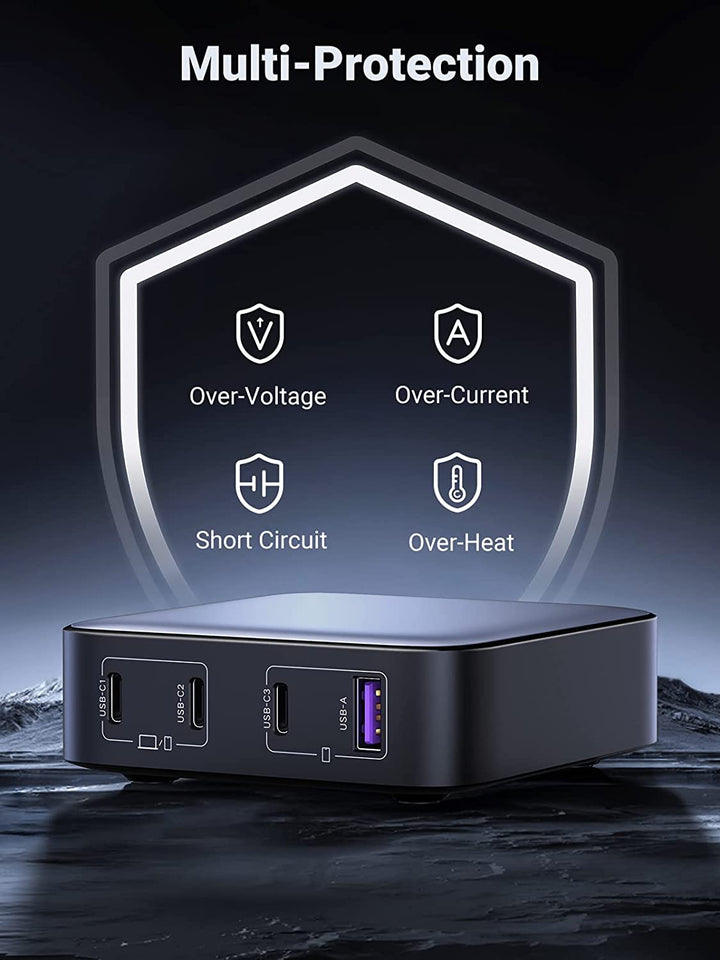 Multi-Protection
V
A
Over-Voltage
Over-Current
Short Circuit
Over-Heat
USB-C1
USB-C2
USB-C3
USB-A